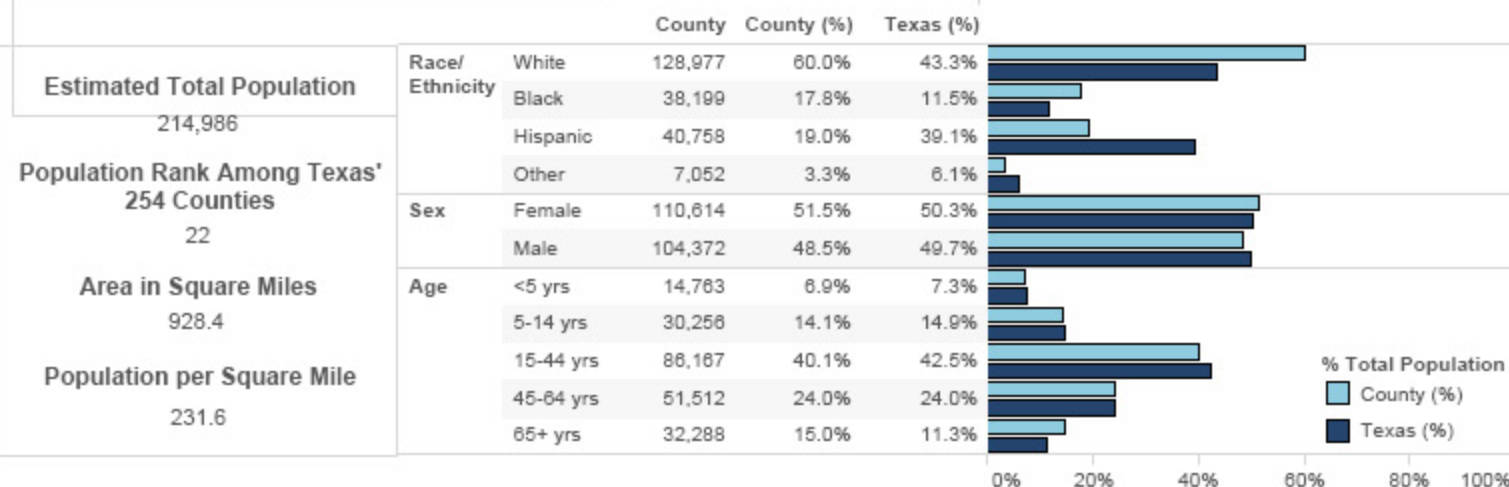 County County (%) Texas (%)
Estimated Total Population
214,986
Population Rank Among Texas'
254 Counties
22
Area in Square Miles
928.4
Population per Square Mile
231.6
Race/ Ethnicity
White 128,977 60.0% 43.3%
Black 38,199 17.8% 11.5%
Hispanic 40,758 19.0% 39.1%
Other 7,052 3.3% 6.1%
Sex Female 110,614 51.5% 50.3%
Male 104,372 48.5% 49.7%
Age <5 yrs 14,763 6.9% 7.3%
5-14 yrs 30,256 14.1% 14.9%
15-44 yrs 86,167 40.1% 42.5%
45-64 yrs 51,512 24.0% 24.0%
65+ yrs 32,288 15.0% 11.3%
% Total Population
County (%)
Texas (%)
0% 20% 40% 60% 80% 100%